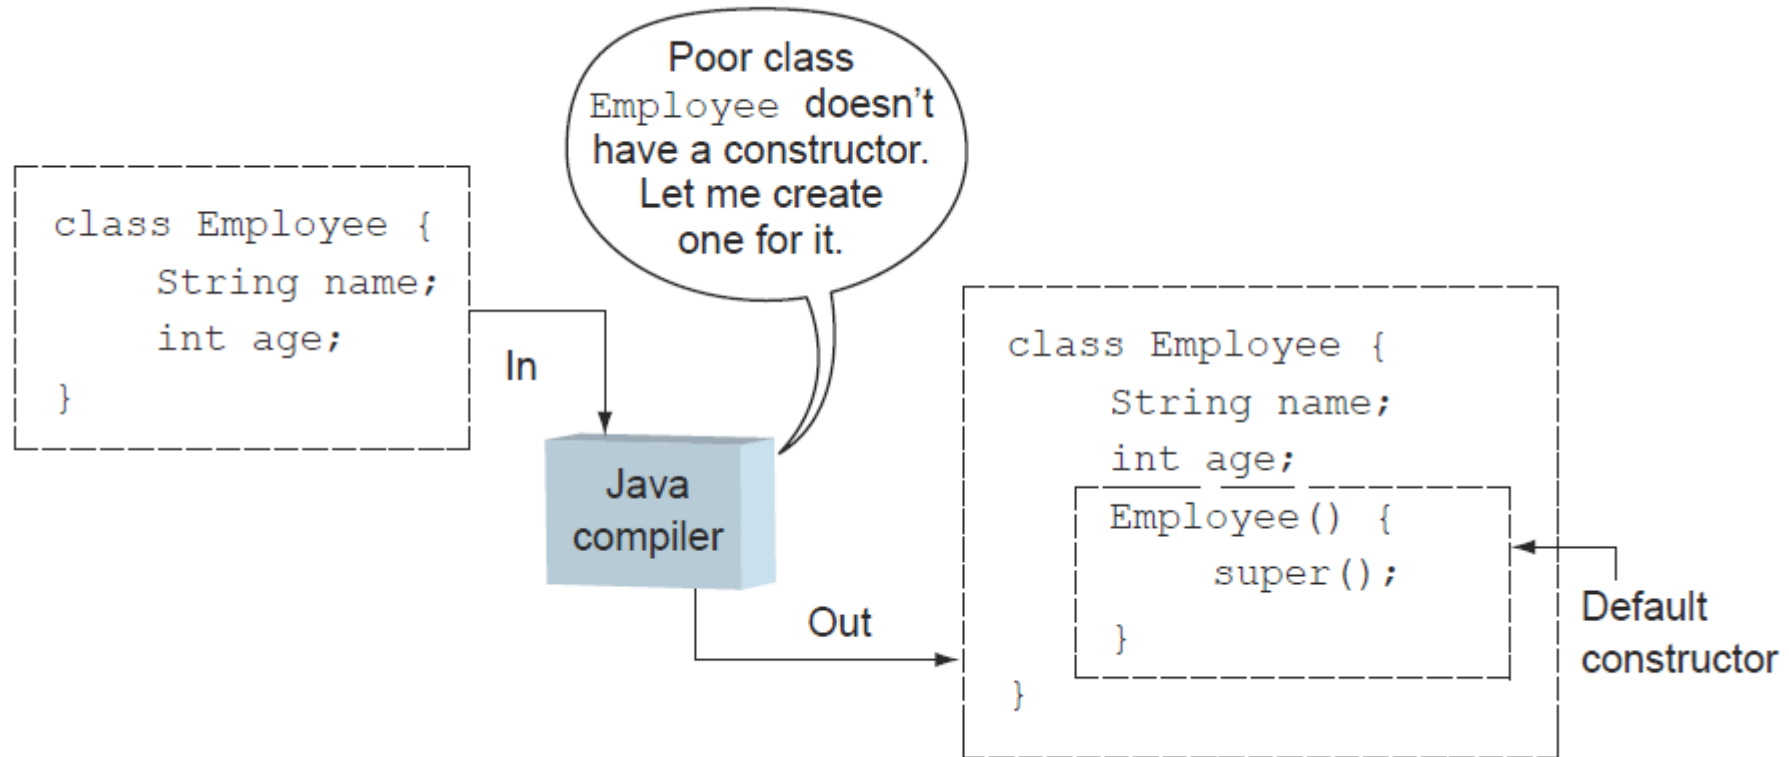 Poor class
Employee doesn’t
have a constructor.
Let me create
one for it.
class Employee {
String name;
int age;
}
In
Java
compiler
Out
class Employee {
String name;
int age;
Employee() {
super();
}
}
Default
constructor